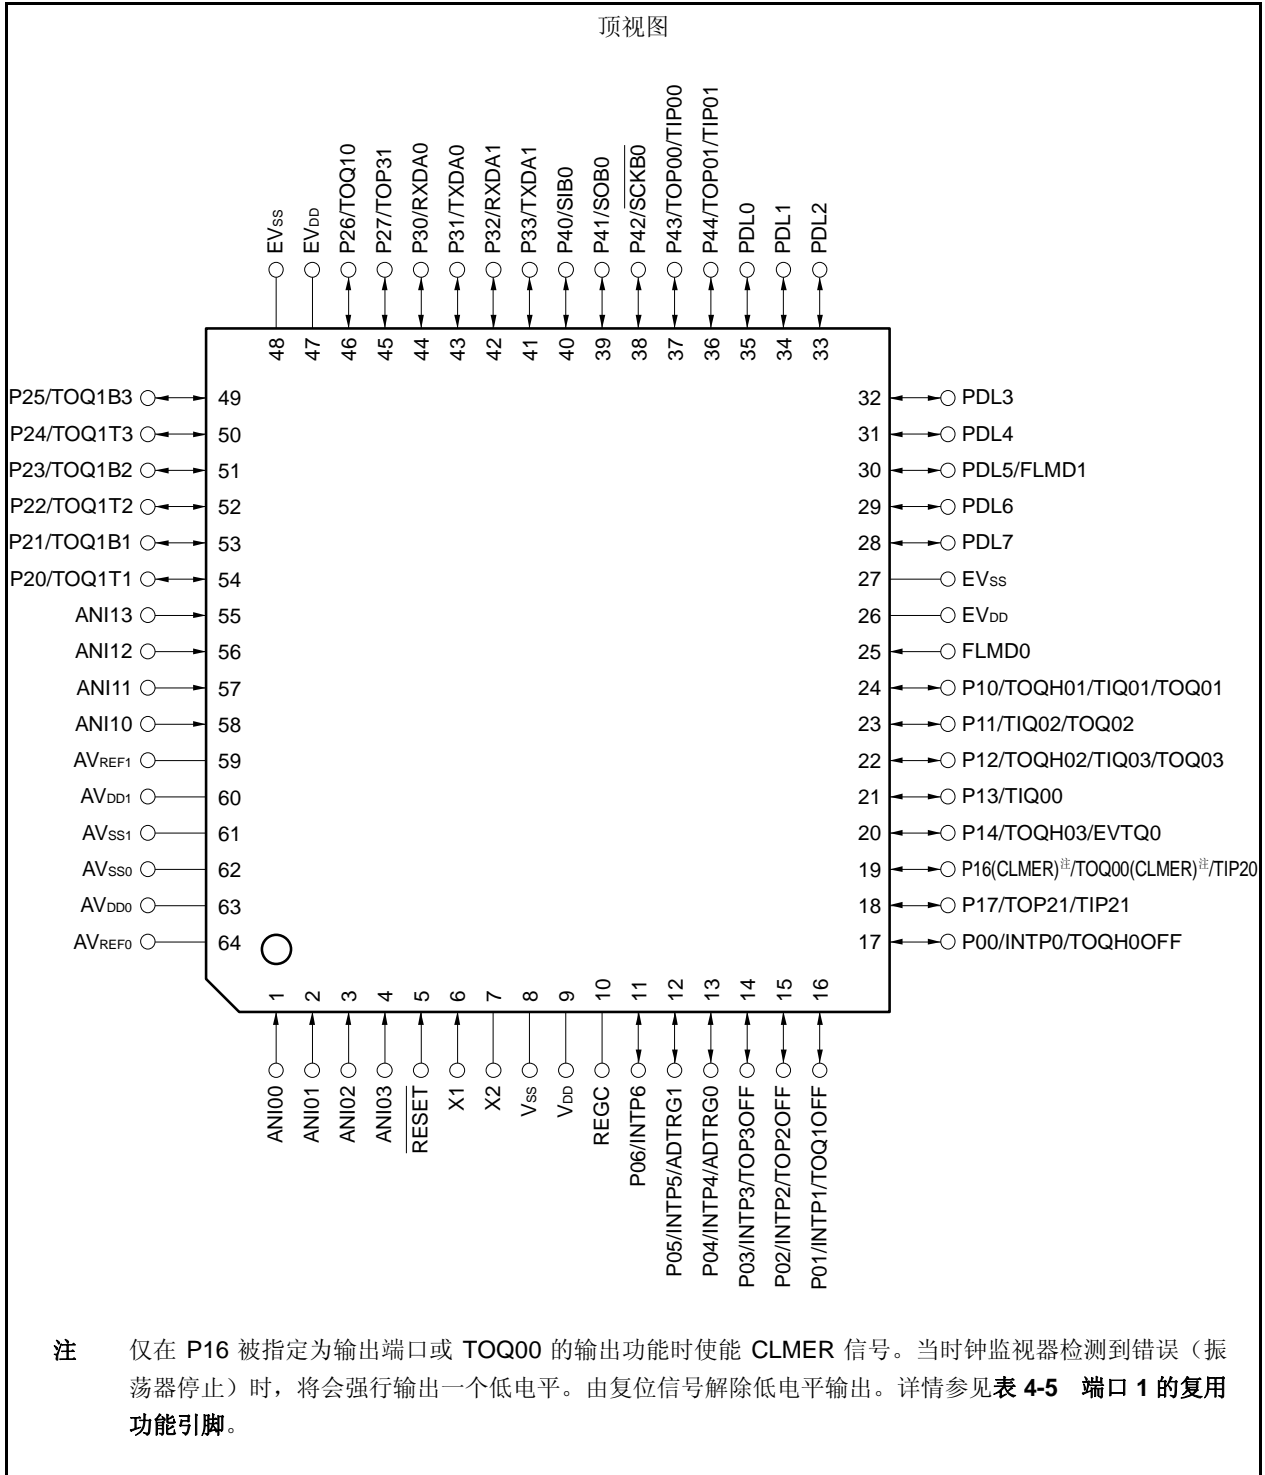 顶视图
EVSS
EVDD
P26/TOQ10
P27/TOP31
P30/RXDA0
P31/TXDA0
P32/RXDA1
P33/TXDA1
P40/SIB0
P41/SOB0
P42/SCKB0
P43/TOP00/TIP00
P44/TOP01/TIP01
PDL0
PDL1
PDL2
48 47 46 45 44 43 42 41 40 39 38 37 36 35 34 33
P25/TOQ1B3 49
P24/TOQ1T3 50
P23/TOQ1B2 51
P22/TOQ1T2 52
P21/TOQ1B1 53
P20/TOQ1T1 54
ANI13 55
ANI12 56
ANI11 57
ANI10 58
AVREF1 59
AVDD1 60
AVSS1 61
AVSS0 62
AVDD0 63
AVREF0 64
32 PDL3
31 PDL4
30 PDL5/FLMD1
29 PDL6
28 PDL7
27 EVSS
26 EVDD
25 FLMD0
24 P10/TOQH01/TIQ01/TOQ01
23 P11/TIQ02/TOQ02
22 P12/TOQH02/TIQ03/TOQ03
21 P13/TIQ00
20 P14/TOQH03/EVTQ0
19 P16(CLMER)注/TOQ00(CLMER)注/TIP20
18 P17/TOP21/TIP21
17 P00/INTP0/TOQH0OFF
1 2 3 4 5 6 7 8 9 10 11 12 13 14 15 16
ANI00
ANI01
ANI02
ANI03
RESET
X1
X2
VSS
VDD
REGC
P06/INTP6
P05/INTP5/ADTRG1
P04/INTP4/ADTRG0
P03/INTP3/TOP3OFF
P02/INTP2/TOP2OFF
P01/INTP1/TOQ1OFF
注 仅在 P16 被指定为输出端口或 TOQ00 的输出功能时使能 CLMER 信号。当时钟监视器检测到错误（振
荡器停止）时，将会强行输出一个低电平。由复位信号解除低电平输出。详情参见表 4-5 端口 1 的复用
功能引脚。